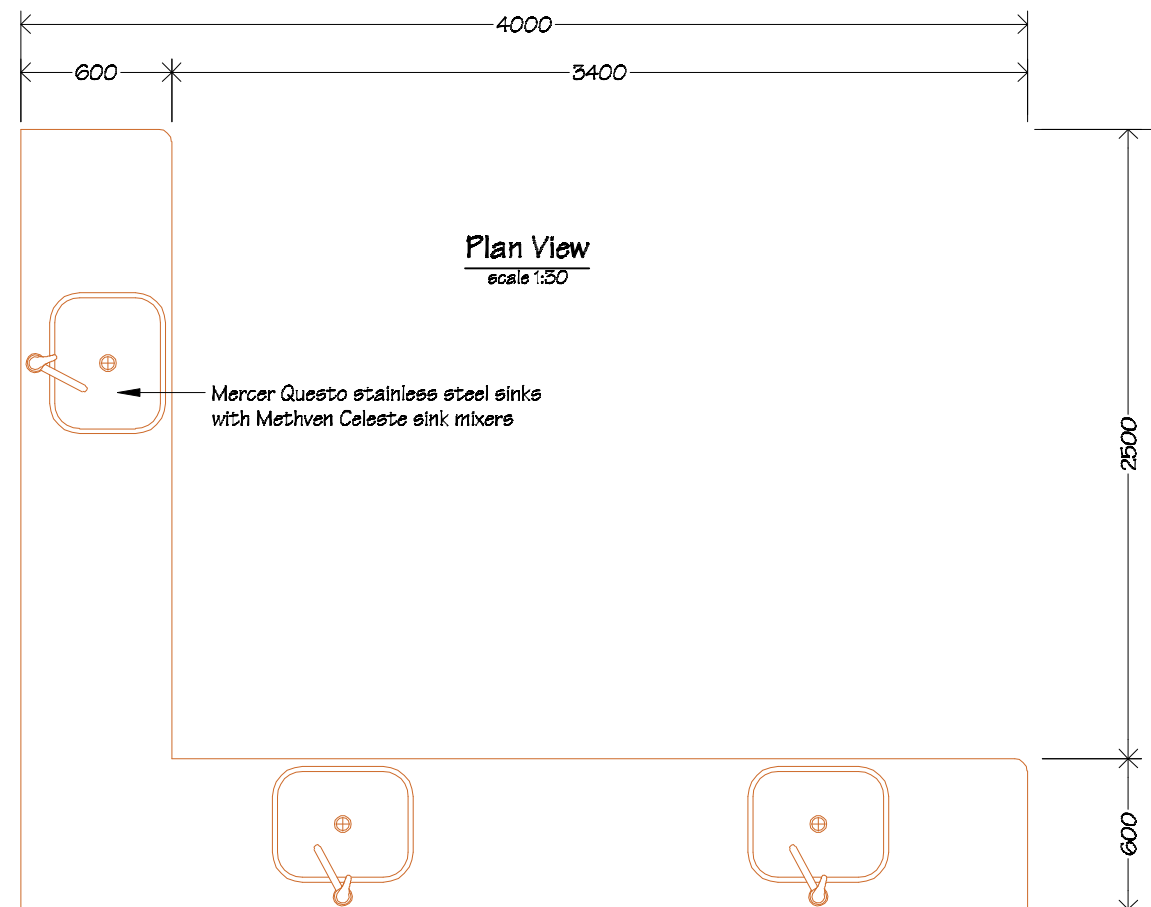 4000
600
3400
Plan View
scale 1:30
Mercer Questo stainless steel sinks
with Methven Celeste sink mixers
2500
600